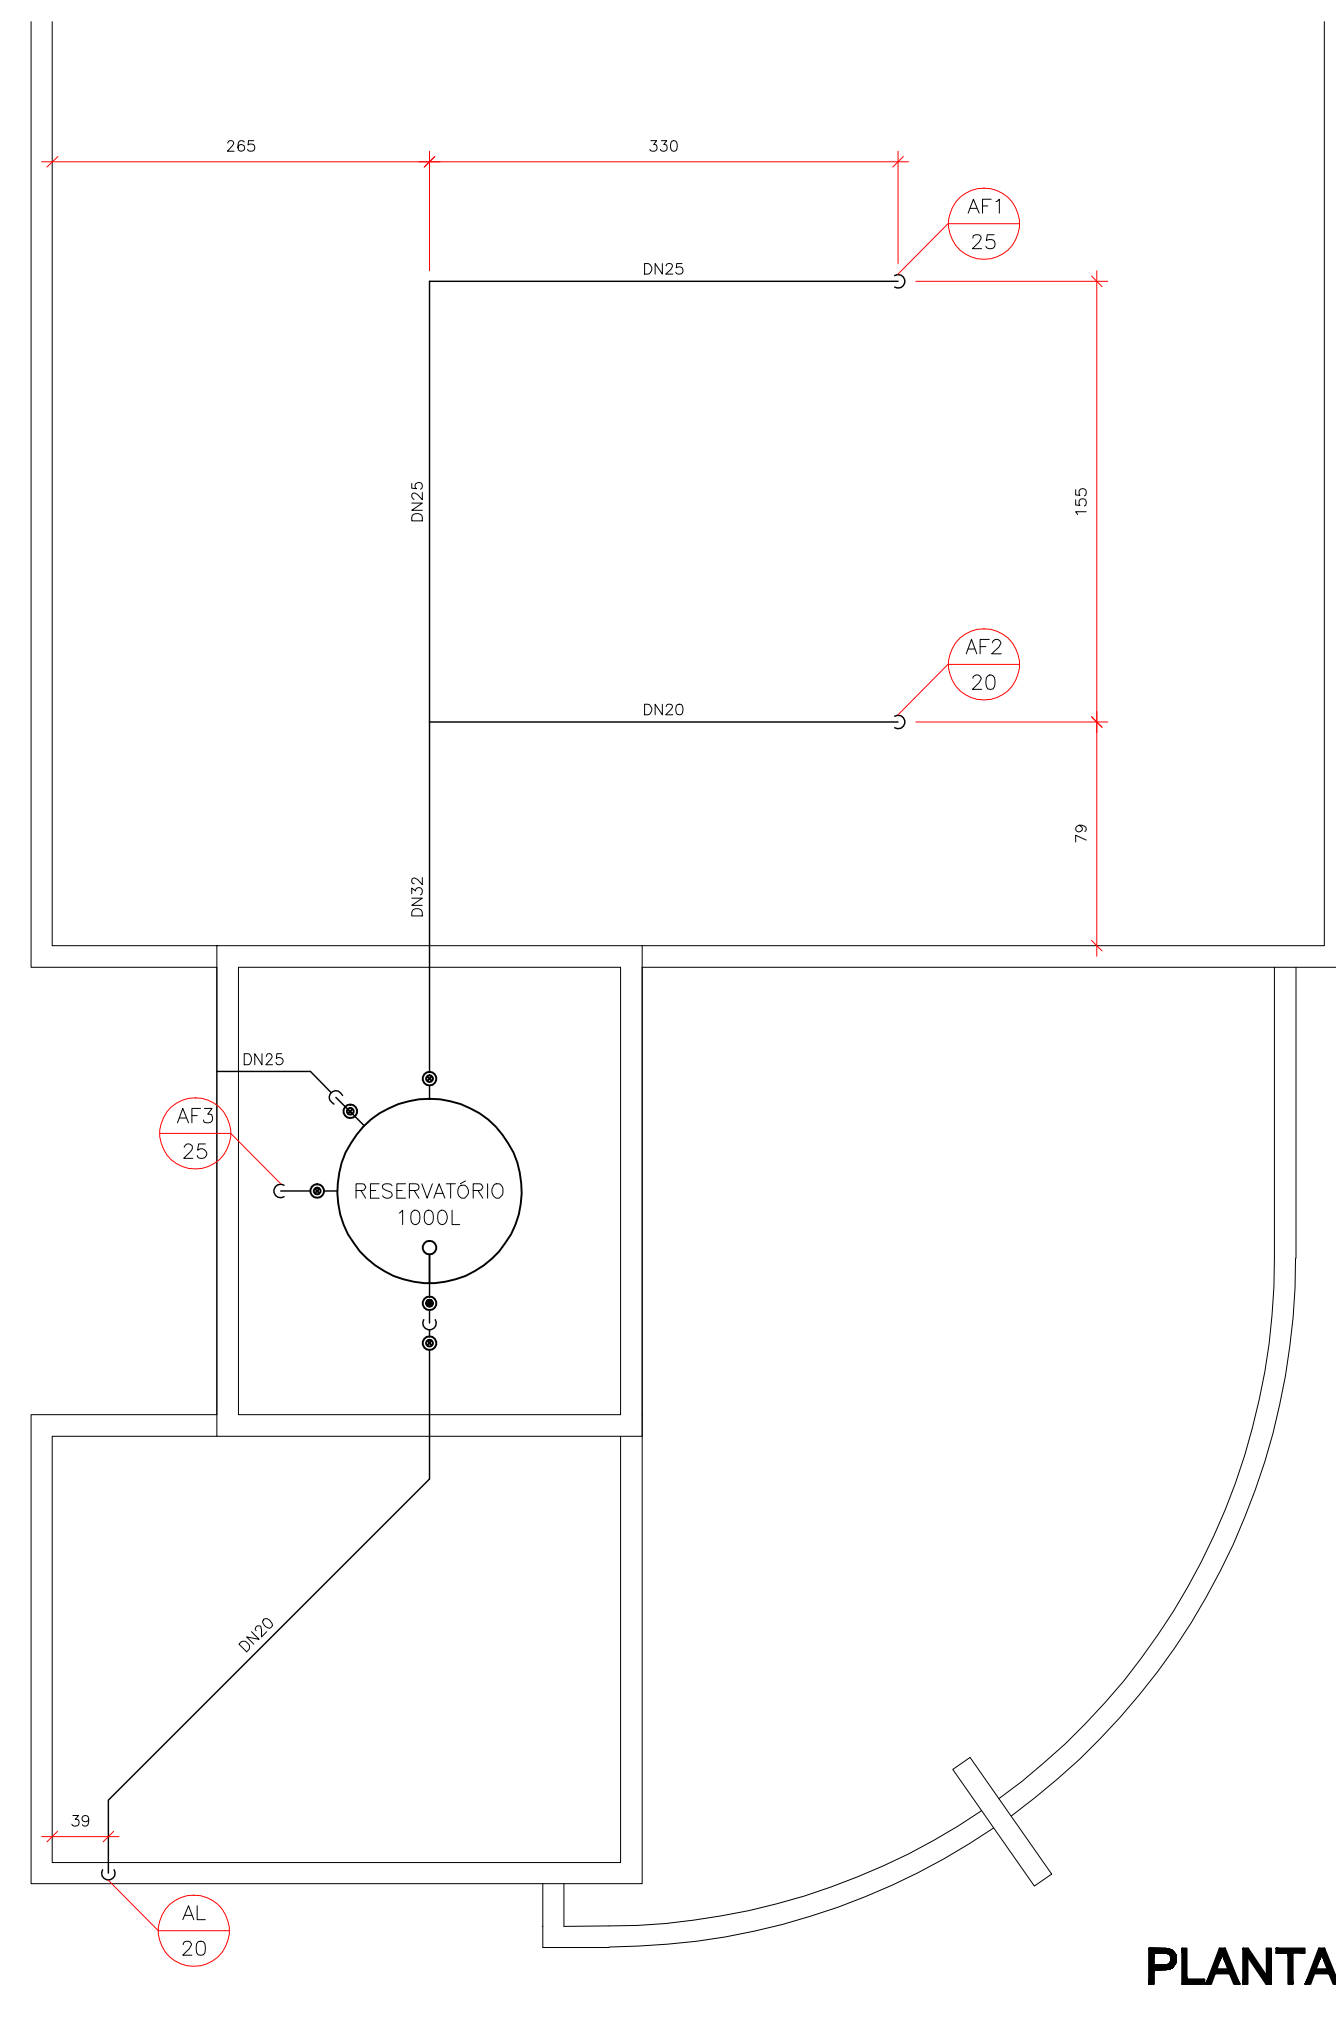 265
330
AF1
25
DN25
DN25
155
AF2
20
DN20
79
DN32
DN25
AF3
25
RESERVATÓRIO
1000L
DN20
39
AL
20
PLANTA